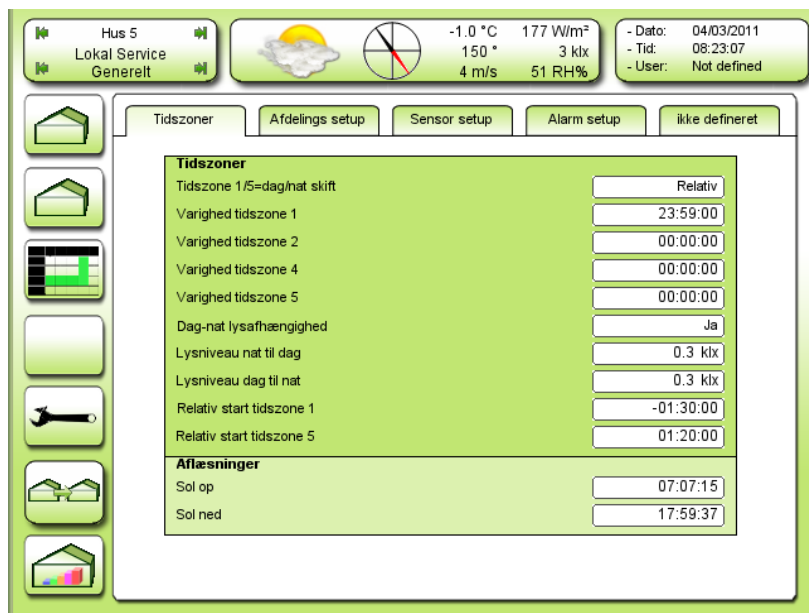 Hus 5
Lokal Service
Generelt
-1.0 °C 177 W/m²
150 ° 3 klx
4 m/s 51 RH%
- Dato: 04/03/2011
- Tid: 08:23:07
- User: Not defined
Tidszoner Afdelings setup Sensor setup Alarm setup ikke defineret
Tidszoner
Tidszone 1/5=dag/nat skift Relativ
Varighed tidszone 1 23:59:00
Varighed tidszone 2 00:00:00
Varighed tidszone 4 00:00:00
Varighed tidszone 5 00:00:00
Dag-nat lysafhængighed Ja
Lysniveau nat til dag 0.3 klx
Lysniveau dag til nat 0.3 klx
Relativ start tidszone 1 -01:30:00
Relativ start tidszone 5 01:20:00
Aflæsninger
Sol op 07:07:15
Sol ned 17:59:37